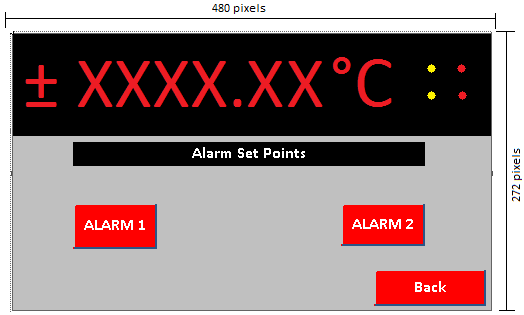 480 pixels
± XXXX.XX°C
Alarm Set Points
ALARM 1
ALARM 2
Back
272 pixels